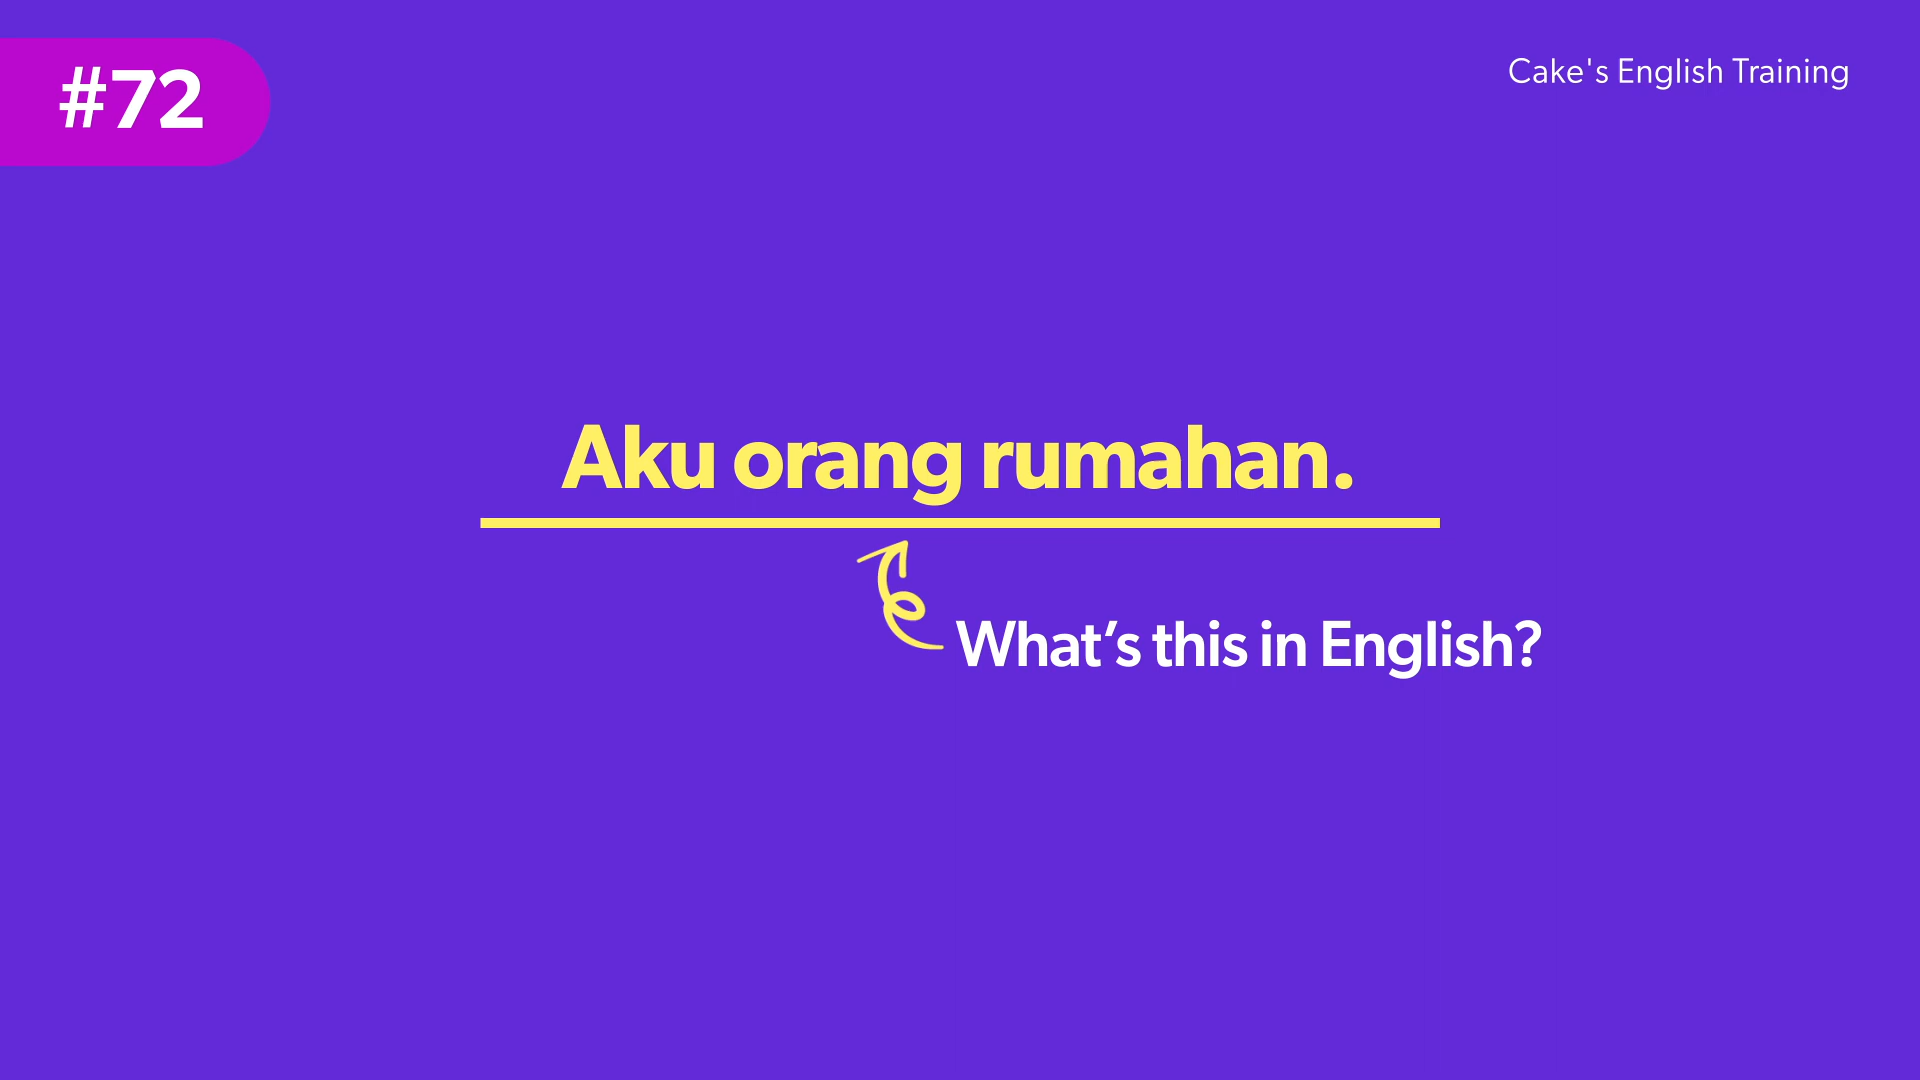 #72
Cake's English Training
Aku orang rumahan.
What’s this in English?